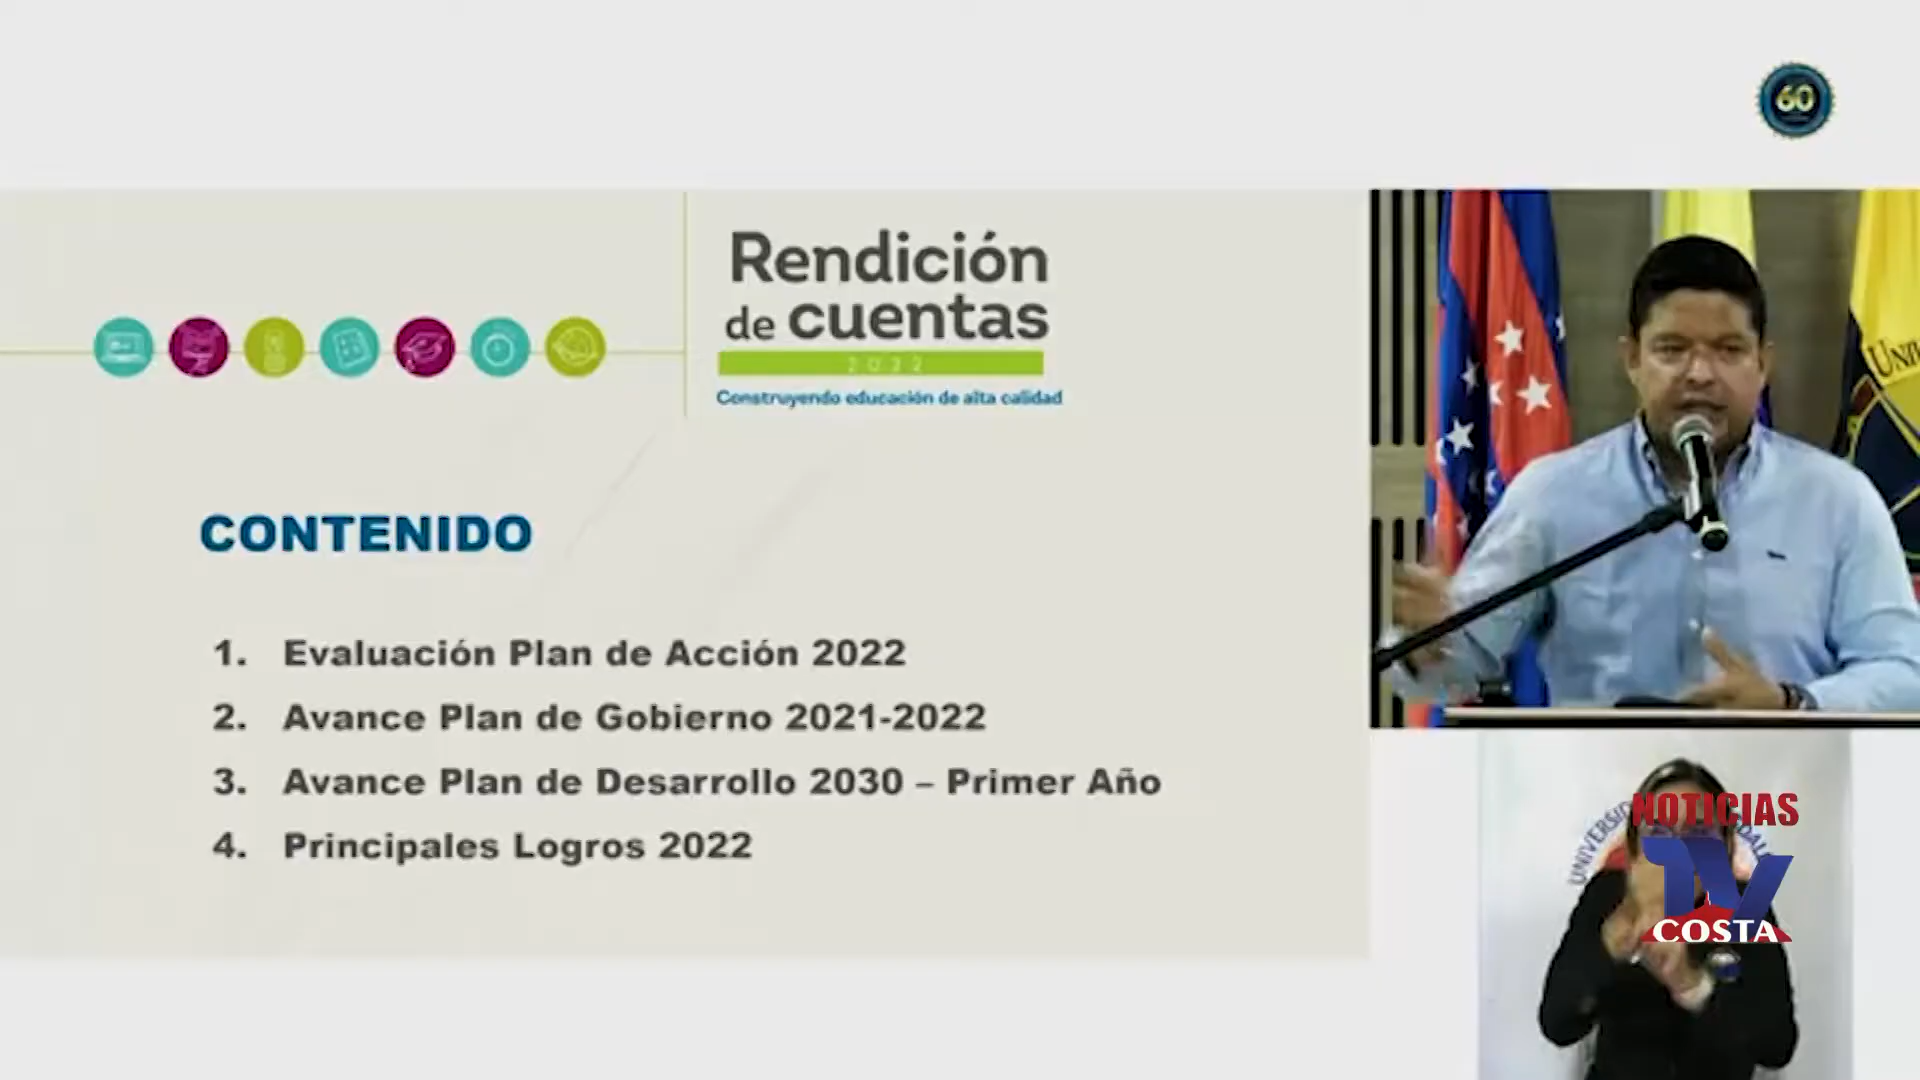 60
Rendición
de cuentas
2022
Construyendo educación de alta calidad
CONTENIDO
1. Evaluación Plan de Acción 2022
2. Avance Plan de Gobierno 2021-2022
3. Avance Plan de Desarrollo 2030 – Primer Año
4. Principales Logros 2022
NOTICIAS
TV
COSTA